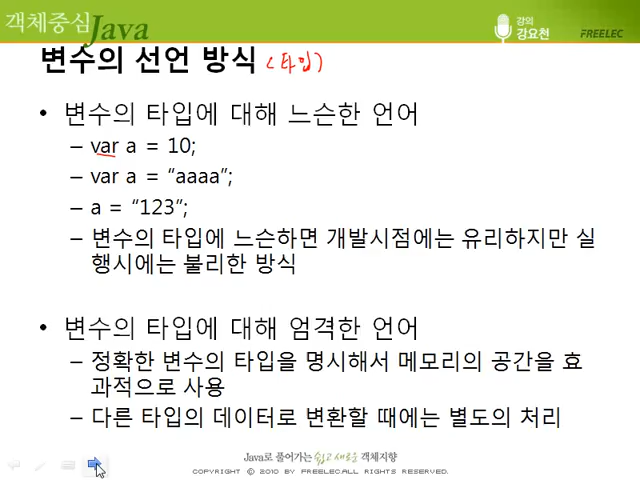 객체중심 Java
강의
강요천
FREELEC
변수의 선언 방식 (타입)
• 변수의 타입에 대해 느슨한 언어
– var a = 10;
– var a = “aaaa”;
– a = “123”;
– 변수의 타입에 느슨하면 개발시점에는 유리하지만 실
행시에는 불리한 방식
• 변수의 타입에 대해 엄격한 언어
– 정확한 변수의 타입을 명시해서 메모리의 공간을 효
과적으로 사용
– 다른 타입의 데이터로 변환할 때에는 별도의 처리
Java로 풀어가는 쉽고 새로운 객체지향
COPYRIGHT © 2010 BY FREELEC ALL RIGHTS RESERVED.